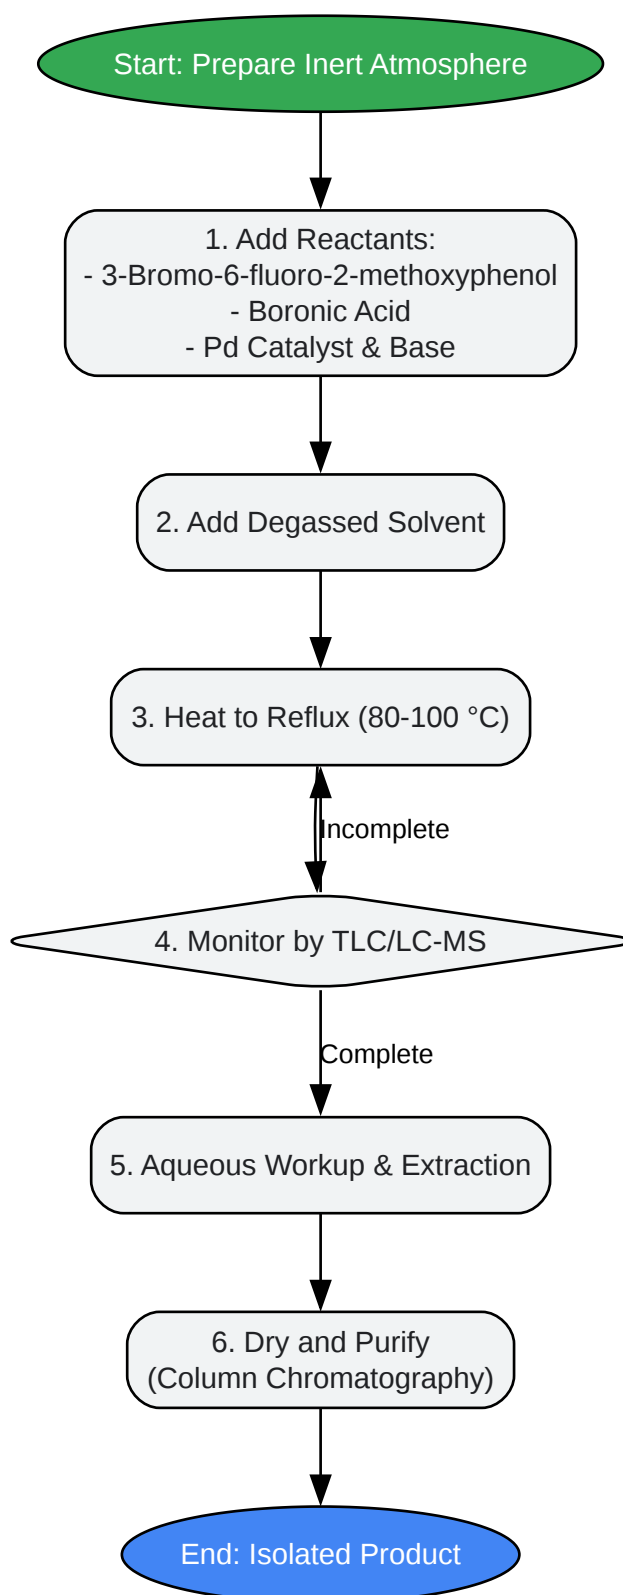 Start: Prepare Inert Atmosphere
1. Add Reactants:
- 3-Bromo-6-fluoro-2-methoxyphenol
- Boronic Acid
- Pd Catalyst & Base
2. Add Degassed Solvent
3. Heat to Reflux (80-100 °C)
Incomplete
4. Monitor by TLC/LC-MS
Complete
5. Aqueous Workup & Extraction
6. Dry and Purify
(Column Chromatography)
End: Isolated Product